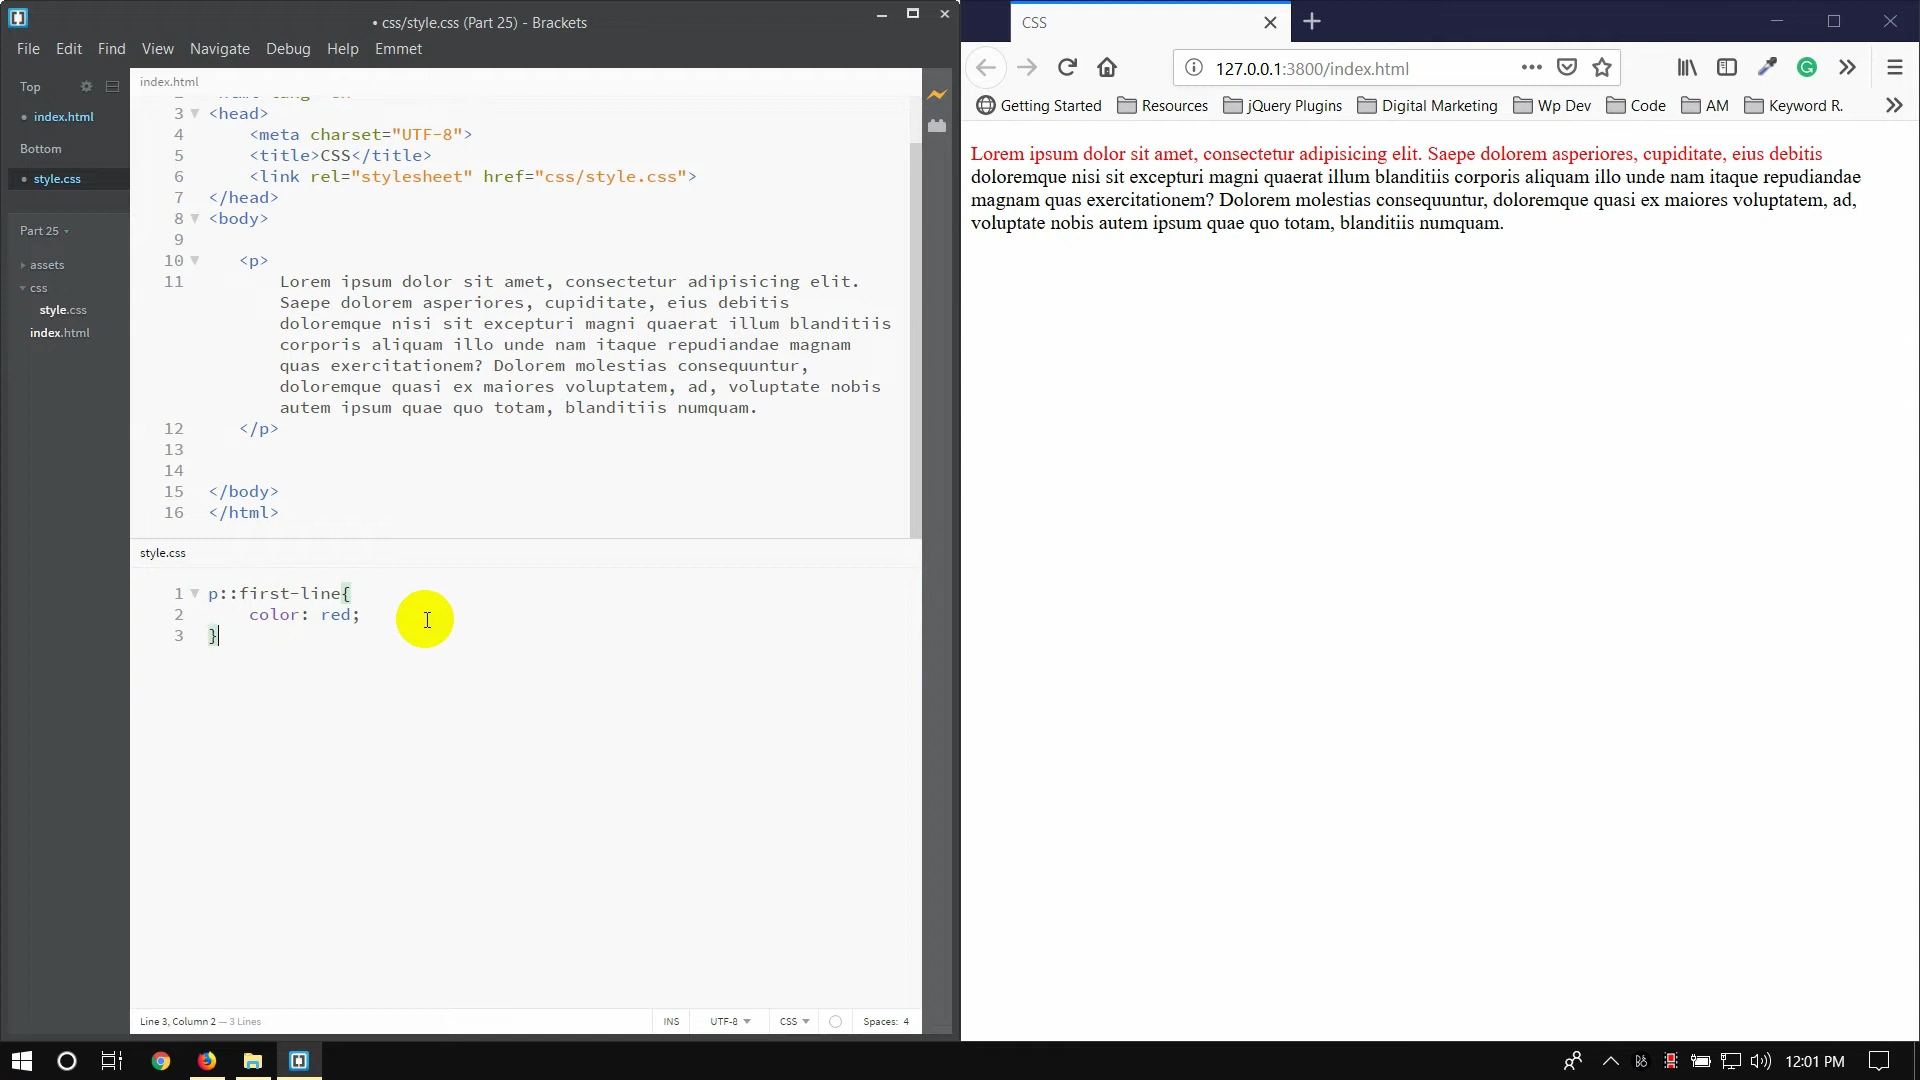 • css/style.css (Part 25) - Brackets
File Edit Find View Navigate Debug Help Emmet
Top
• index.html
Bottom
• style.css
Part 25
assets
css
style.css
index.html
index.html
3 <head>
4 <meta charset="UTF-8">
5 <title>CSS</title>
6 <link rel="stylesheet" href="css/style.css">
7 </head>
8 <body>
9
10 <p>
11 Lorem ipsum dolor sit amet, consectetur adipisicing elit.
Saepe dolorem asperiores, cupiditate, eius debitis
doloremque nisi sit excepturi magni quaerat illum blanditiis
corporis aliquam illo unde nam itaque repudiandae magnam
quas exercitationem? Dolorem molestias consequuntur,
doloremque quasi ex maiores voluptatem, ad, voluptate nobis
autem ipsum quae quo totam, blanditiis numquam.
12 </p>
13
14
15 </body>
16 </html>
style.css
1 p::first-line{
2 color: red;
3 }
Line 3, Column 2 — 3 Lines
INS UTF-8 CSS Spaces: 4
CSS
127.0.0.1:3800/index.html
Getting Started Resources jQuery Plugins Digital Marketing Wp Dev Code AM Keyword R.
Lorem ipsum dolor sit amet, consectetur adipisicing elit. Saepe dolorem asperiores, cupiditate, eius debitis
doloremque nisi sit excepturi magni quaerat illum blanditiis corporis aliquam illo unde nam itaque repudiandae
magnam quas exercitationem? Dolorem molestias consequuntur, doloremque quasi ex maiores voluptatem, ad,
voluptate nobis autem ipsum quae quo totam, blanditiis numquam.
12:01 PM